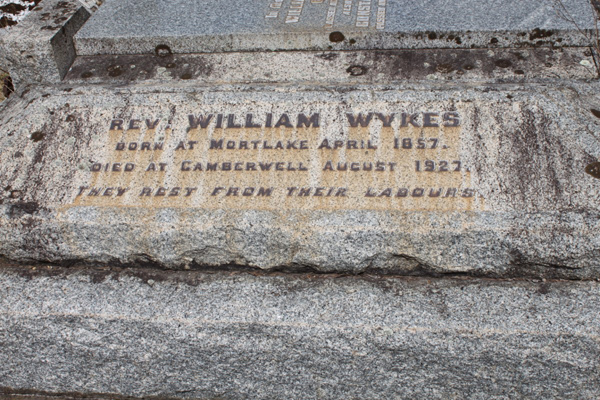 REV. WILLIAM WYKES
BORN AT MORTLAKE APRIL 1857.
DIED AT CAMBERWELL AUGUST 1927.
THEY REST FROM THEIR LABOURS